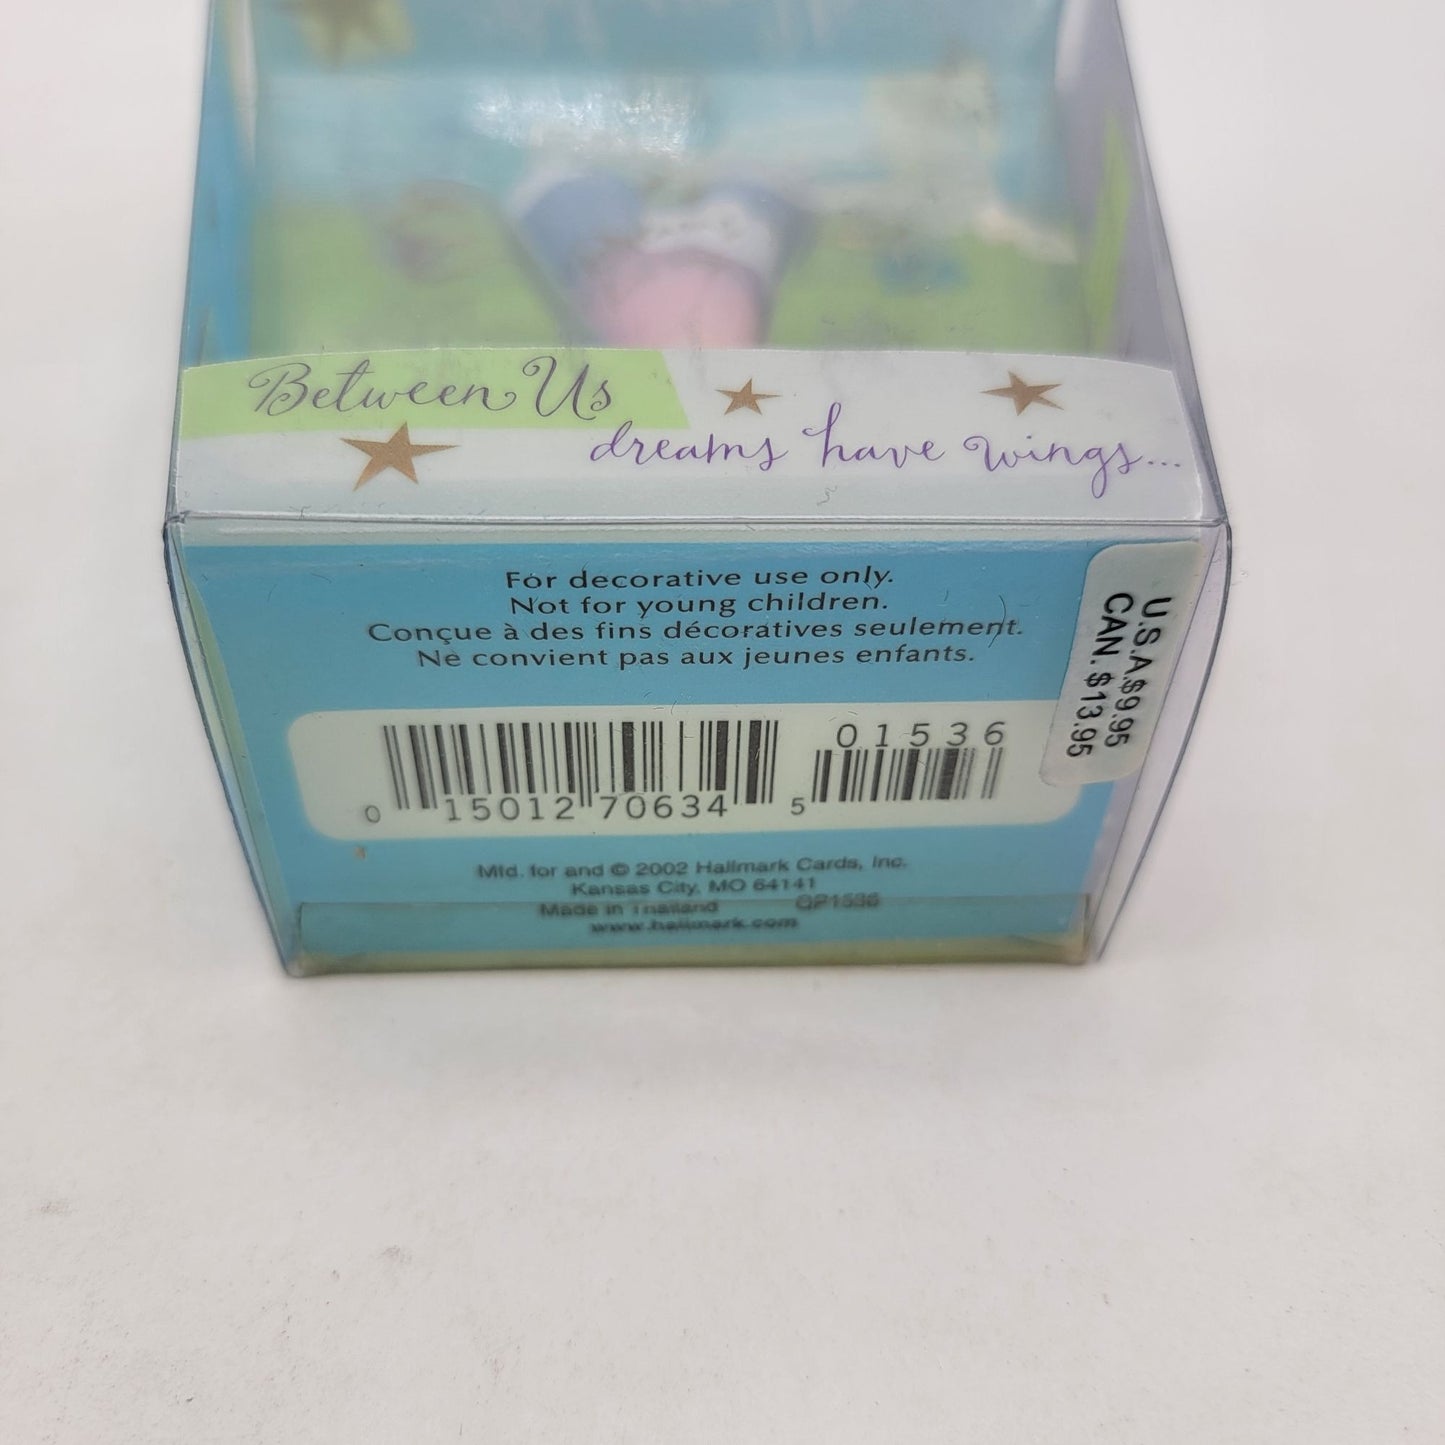 Between Us
dreams have wings...
For decorative use only.
Not for young children.
Conçue à des fins décoratives seulement.
Ne convient pas aux jeunes enfants.
U.S.A.$9.95
CAN. $13.95
01536
0 15012 70634 5
Mfd. for and © 2002 Hallmark Cards, Inc.
Kansas City, MO 64141
Made in Thailand QP1536
www.hallmark.com